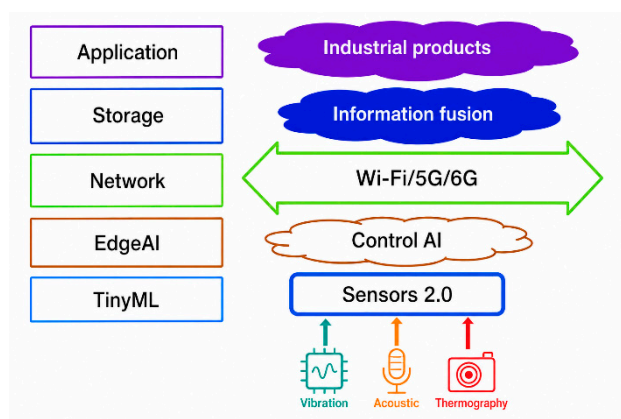 Application
Industrial products
Storage
Information fusion
Network
Wi-Fi/5G/6G
EdgeAI
Control AI
TinyML
Sensors 2.0
Vibration
Acoustic
Thermography